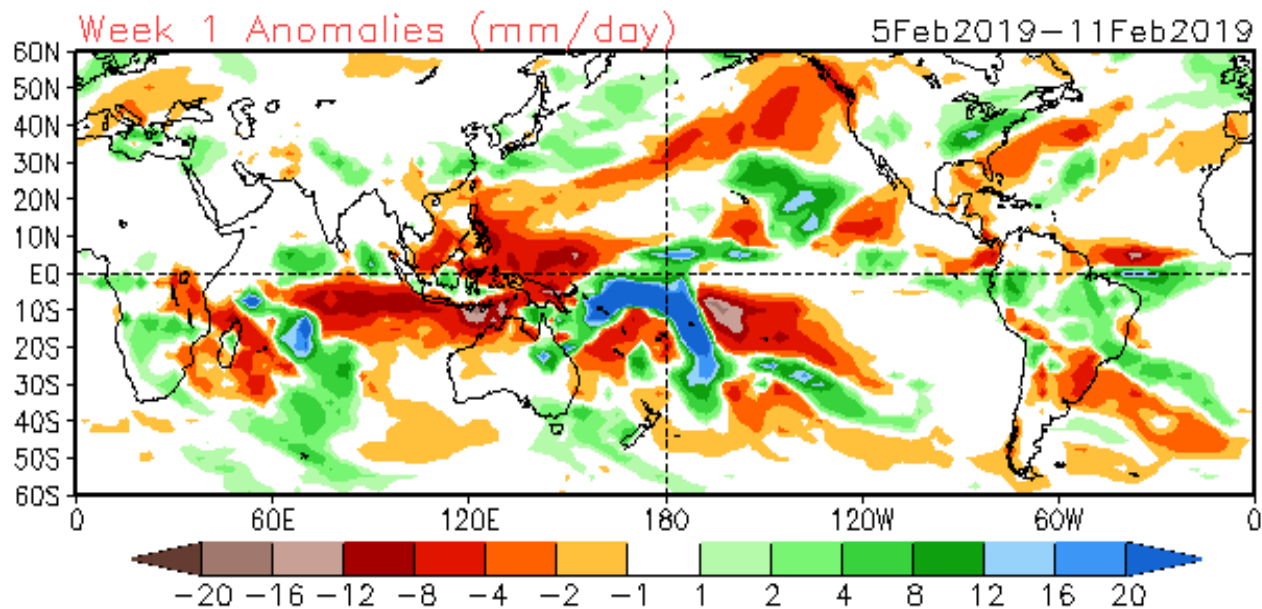 Week 1 Anomalies (mm/day) 5Feb2019-11Feb2019
60N
50N
40N
30N
20N
10N
EQ
10S
20S
30S
40S
50S
60S
0 60E 120E 180 120W 60W 0
-20 -16 -12 -8 -4 -2 -1 1 2 4 8 12 16 20